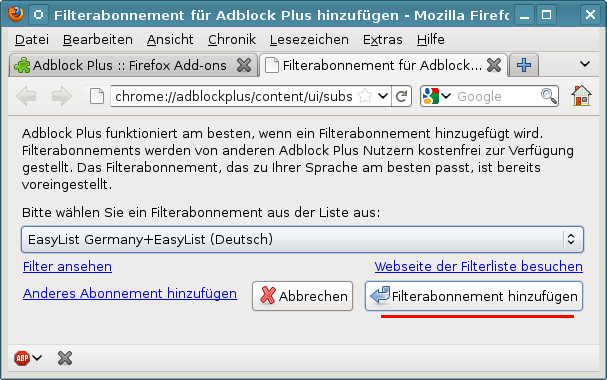 Filterabonnement für Adblock Plus hinzufügen - Mozilla Firefo
Datei Bearbeiten Ansicht Chronik Lesezeichen Extras Hilfe
Adblock Plus :: Firefox Add-ons Filterabonnement für Adblock...
chrome://adblockplus/content/ui/subs Google
Adblock Plus funktioniert am besten, wenn ein Filterabonnement hinzugefügt wird.
Filterabonnements werden von anderen Adblock Plus Nutzern kostenfrei zur Verfügung
gestellt. Das Filterabonnement, das zu Ihrer Sprache am besten passt, ist bereits
voreingestellt.
Bitte wählen Sie ein Filterabonnement aus der Liste aus:
EasyList Germany+EasyList (Deutsch)
Filter ansehen Webseite der Filterliste besuchen
Anderes Abonnement hinzufügen Abbrechen Filterabonnement hinzufügen
ABP